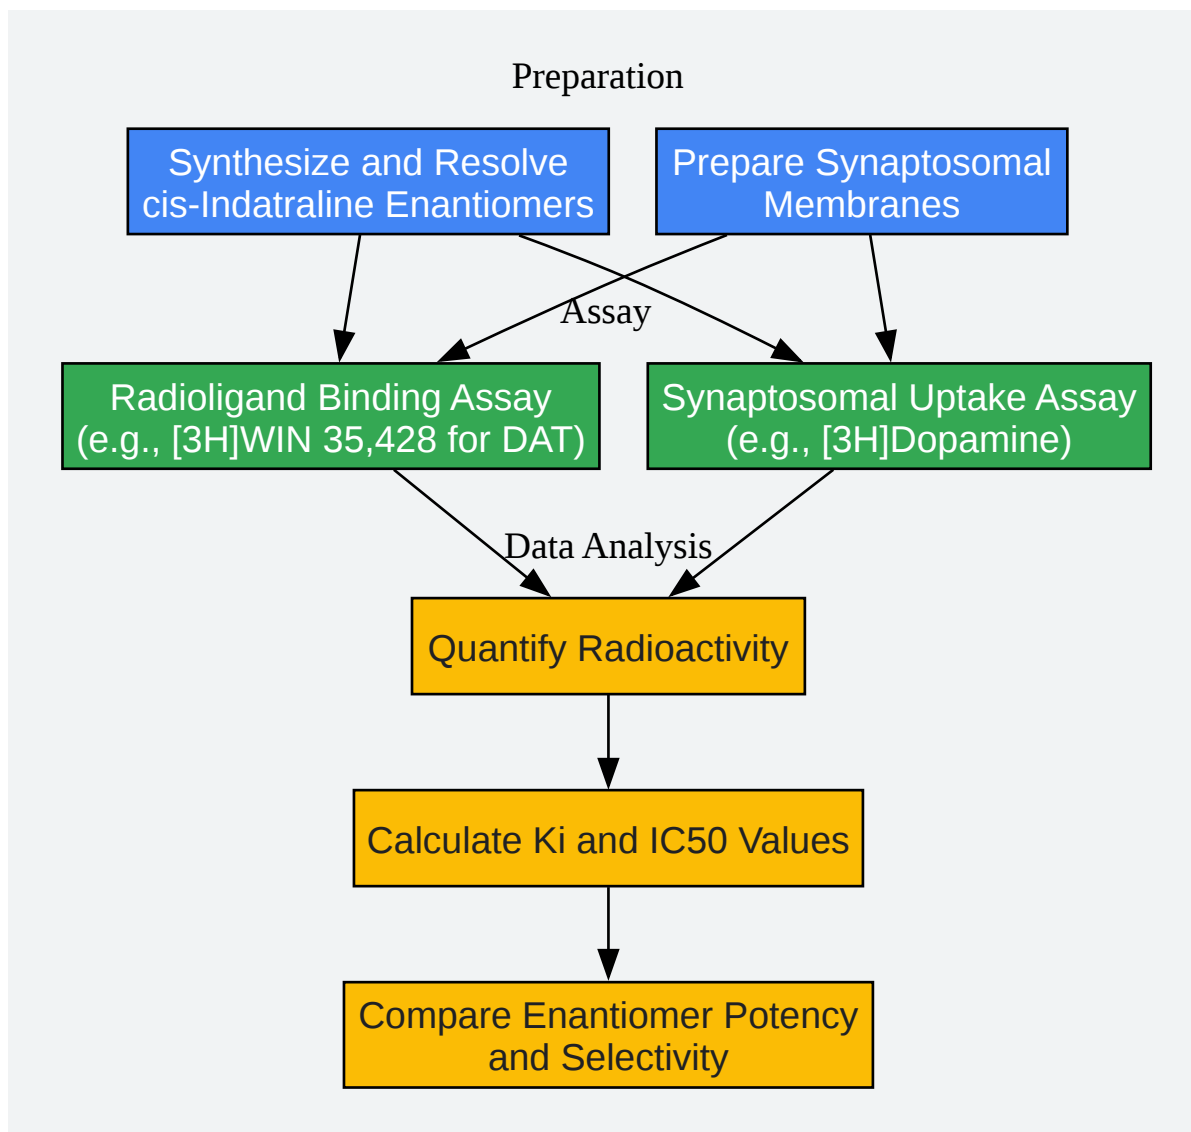 Preparation
Synthesize and Resolve
cis-Indatraline Enantiomers
Prepare Synaptosomal
Membranes
Assay
Radioligand Binding Assay
(e.g., [3H]WIN 35,428 for DAT)
Synaptosomal Uptake Assay
(e.g., [3H]Dopamine)
Data Analysis
Quantify Radioactivity
Calculate Ki and IC50 Values
Compare Enantiomer Potency
and Selectivity